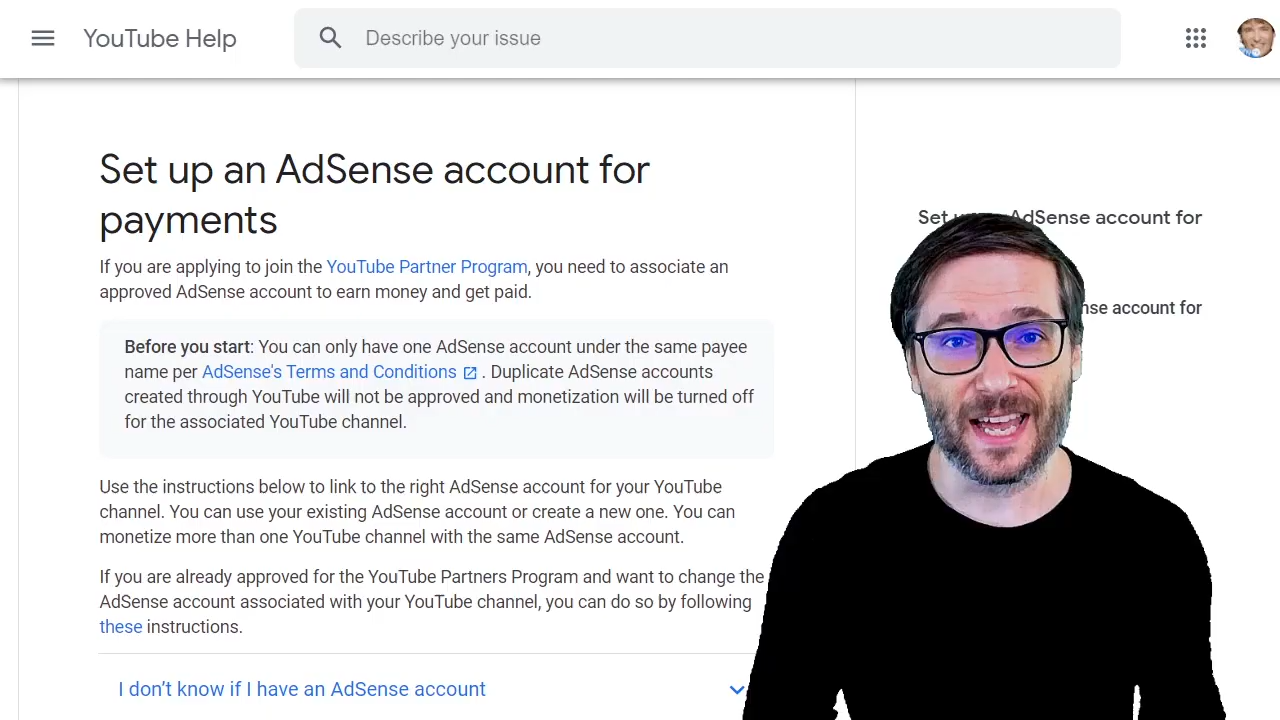 YouTube Help
Describe your issue
Set up an AdSense account for
payments
If you are applying to join the YouTube Partner Program, you need to associate an
approved AdSense account to earn money and get paid.
Before you start: You can only have one AdSense account under the same payee
name per AdSense's Terms and Conditions . Duplicate AdSense accounts
created through YouTube will not be approved and monetization will be turned off
for the associated YouTube channel.
Use the instructions below to link to the right AdSense account for your YouTube
channel. You can use your existing AdSense account or create a new one. You can
monetize more than one YouTube channel with the same AdSense account.
If you are already approved for the YouTube Partners Program and want to change the
AdSense account associated with your YouTube channel, you can do so by following
these instructions.
I don’t know if I have an AdSense account
Set AdSense account for
account for